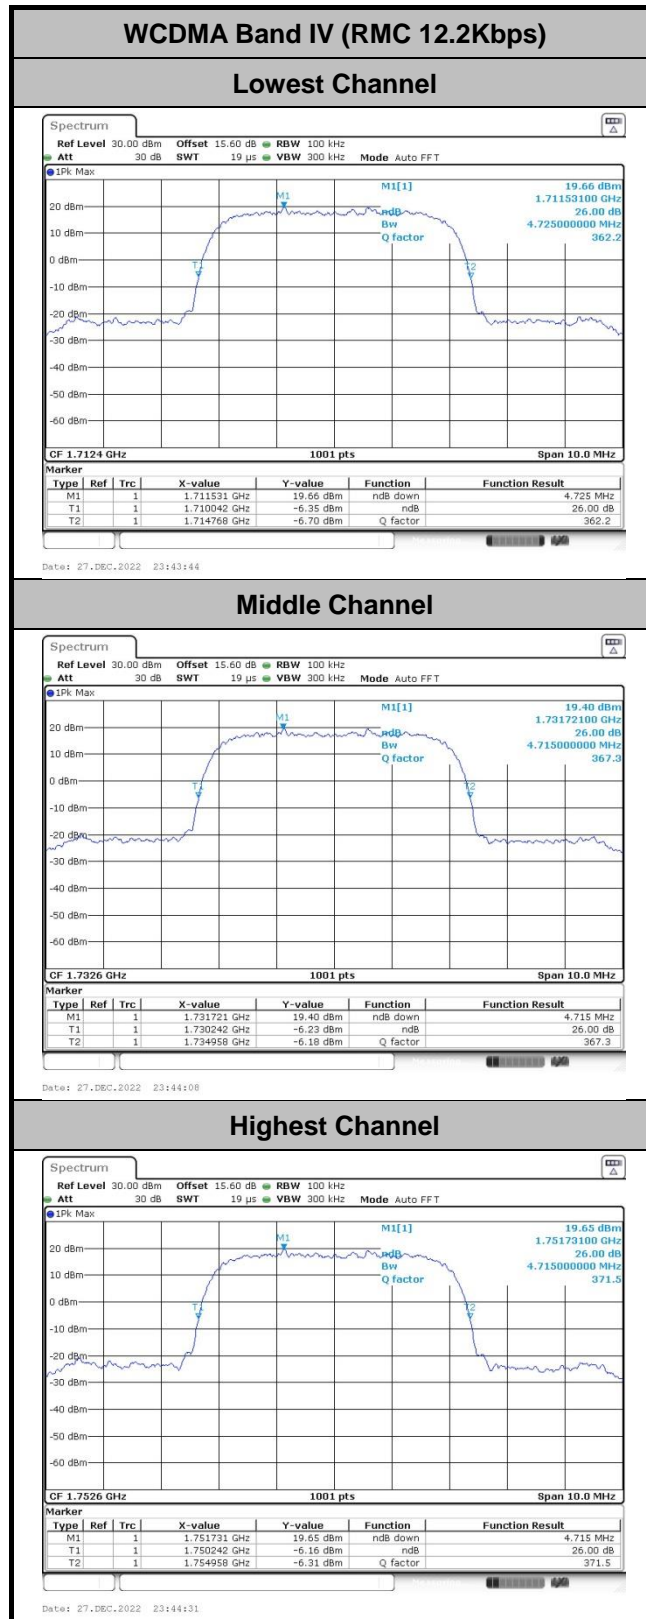 WCDMA Band IV (RMC 12.2Kbps)
Lowest Channel
Spectrum
Ref Level 30.00 dBm Offset 15.60 dB RBW 100 kHz
Att 30 dB SWT 19 µs VBW 300 kHz Mode Auto FFT
1Pk Max
M1[1] 19.66 dBm
1.71153100 GHz
ndB 26.00 dB
Bw 4.725000000 MHz
Q factor 362.2
M1
T1
T2
20 dBm
10 dBm
0 dBm
-10 dBm
-20 dBm
-30 dBm
-40 dBm
-50 dBm
-60 dBm
CF 1.7124 GHz 1001 pts Span 10.0 MHz
Marker
Type Ref Trc X-value Y-value Function Function Result
M1 1 1.711531 GHz 19.66 dBm ndB down 4.725 MHz
T1 1 1.710042 GHz -6.35 dBm ndB 26.00 dB
T2 1 1.714768 GHz -6.70 dBm Q factor 362.2
Date: 27.DEC.2022 23:43:44
Middle Channel
Spectrum
Ref Level 30.00 dBm Offset 15.60 dB RBW 100 kHz
Att 30 dB SWT 19 µs VBW 300 kHz Mode Auto FFT
1Pk Max
M1[1] 19.40 dBm
1.73172100 GHz
ndB 26.00 dB
Bw 4.715000000 MHz
Q factor 367.3
M1
T1
T2
20 dBm
10 dBm
0 dBm
-10 dBm
-20 dBm
-30 dBm
-40 dBm
-50 dBm
-60 dBm
CF 1.7326 GHz 1001 pts Span 10.0 MHz
Marker
Type Ref Trc X-value Y-value Function Function Result
M1 1 1.731721 GHz 19.40 dBm ndB down 4.715 MHz
T1 1 1.730242 GHz -6.23 dBm ndB 26.00 dB
T2 1 1.734958 GHz -6.18 dBm Q factor 367.3
Date: 27.DEC.2022 23:44:08
Highest Channel
Spectrum
Ref Level 30.00 dBm Offset 15.60 dB RBW 100 kHz
Att 30 dB SWT 19 µs VBW 300 kHz Mode Auto FFT
1Pk Max
M1[1] 19.65 dBm
1.75173100 GHz
ndB 26.00 dB
Bw 4.715000000 MHz
Q factor 371.5
M1
T1
T2
20 dBm
10 dBm
0 dBm
-10 dBm
-20 dBm
-30 dBm
-40 dBm
-50 dBm
-60 dBm
CF 1.7526 GHz 1001 pts Span 10.0 MHz
Marker
Type Ref Trc X-value Y-value Function Function Result
M1 1 1.751731 GHz 19.65 dBm ndB down 4.715 MHz
T1 1 1.750242 GHz -6.16 dBm ndB 26.00 dB
T2 1 1.754958 GHz -6.31 dBm Q factor 371.5
Date: 27.DEC.2022 23:44:31